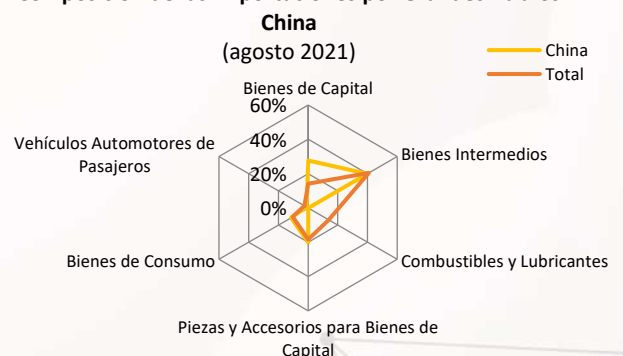 China
(agosto 2021)
China
Total
Bienes de Capital
60%
40%
20%
0%
Bienes Intermedios
Combustibles y Lubricantes
Piezas y Accesorios para Bienes de
Capital
Bienes de Consumo
Vehículos Automotores de
Pasajeros